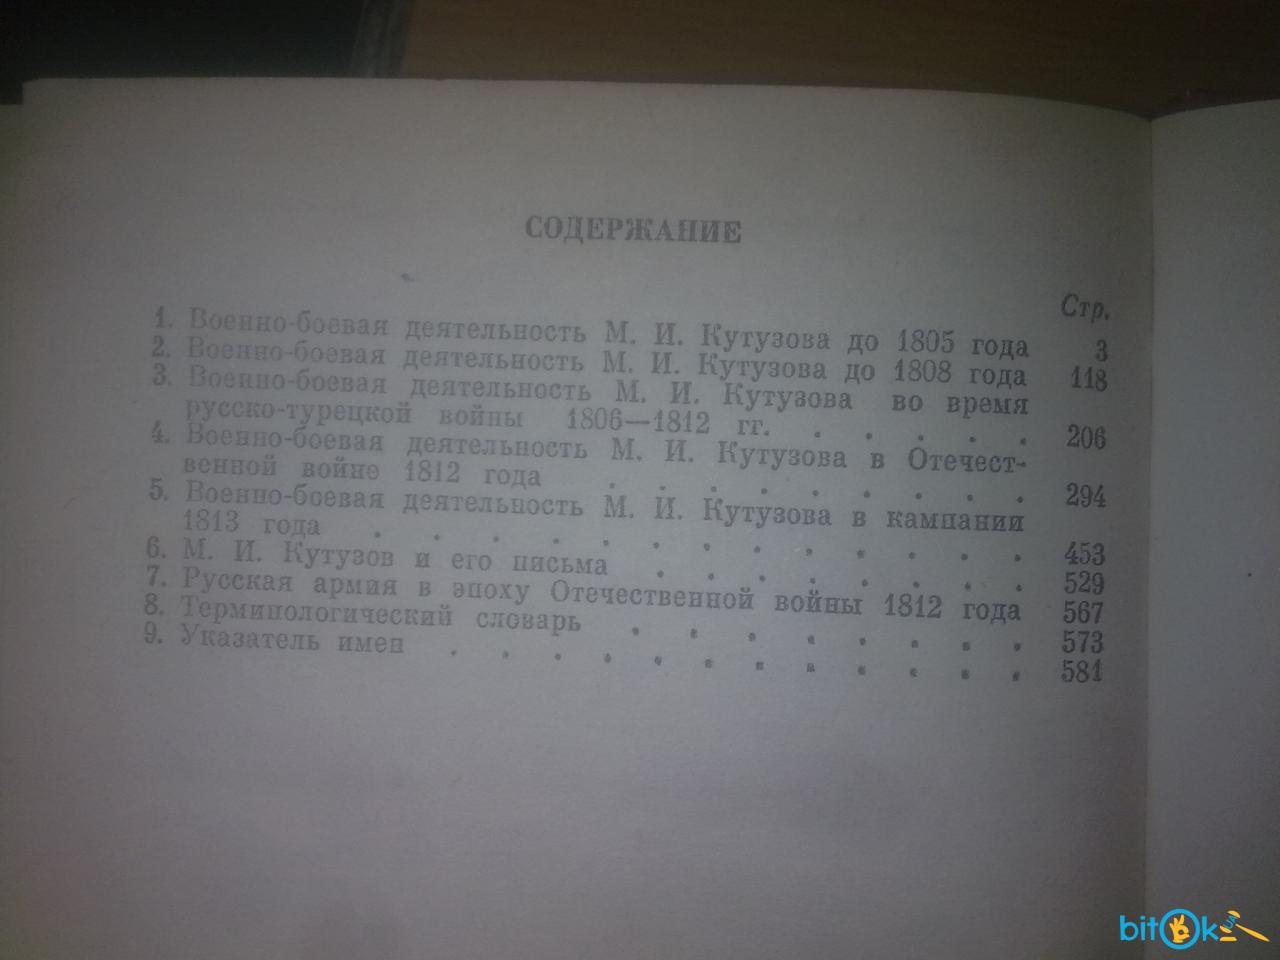 СОДЕРЖАНИЕ
Стр.
1. Военно-боевая деятельность М. И. Кутузова до 1805 года 3
2. Военно-боевая деятельность М. И. Кутузова до 1808 года 118
3. Военно-боевая деятельность М. И. Кутузова во время
русско-турецкой войны 1806—1812 гг. . . . . . 206
4. Военно-боевая деятельность М. И. Кутузова в Отечест-
венной войне 1812 года . . . . . . . . . 294
5. Военно-боевая деятельность М. И. Кутузова в кампании
1813 года . . . . . . . . . . . . 453
6. М. И. Кутузов и его письма . . . . . . . . 529
7. Русская армия в эпоху Отечественной войны 1812 года 567
8. Терминологический словарь . . . . . . . . 573
9. Указатель имен . . . . . . . . . . . . 581
bitOk
UA